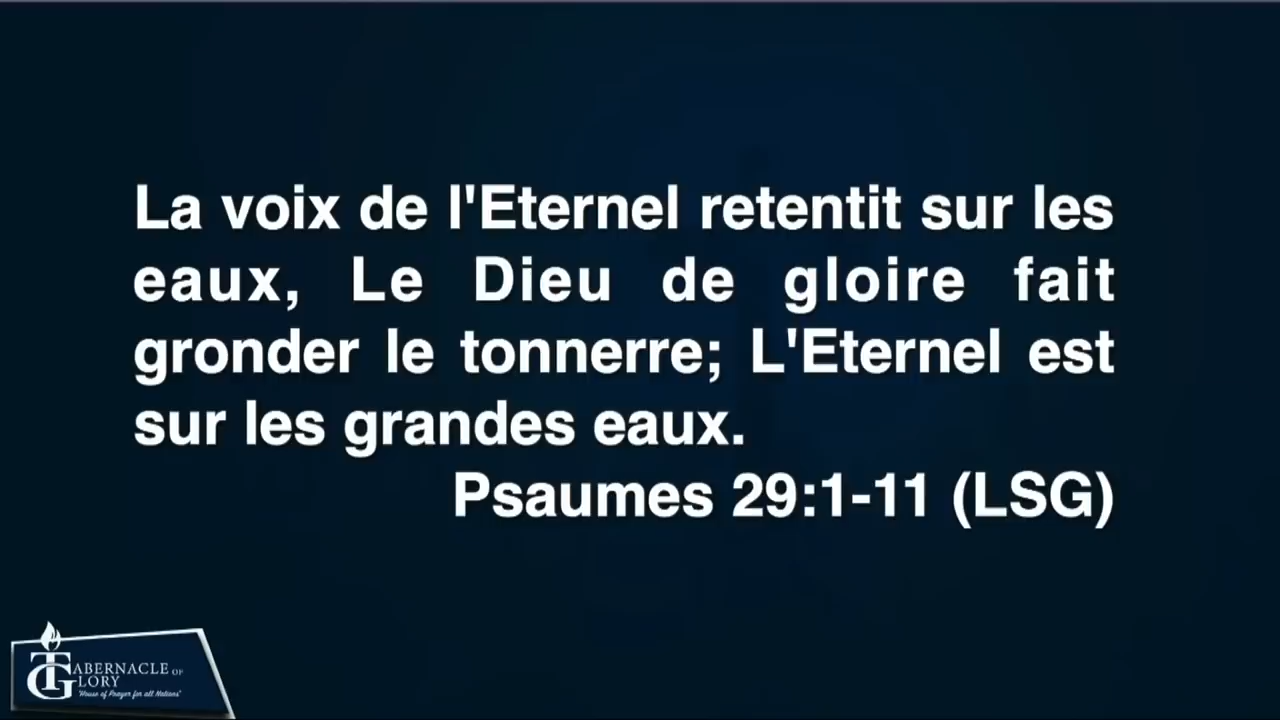 La voix de l'Eternel retentit sur les
eaux, Le Dieu de gloire fait
gronder le tonnerre; L'Eternel est
sur les grandes eaux.
Psaumes 29:1-11 (LSG)
TABERNACLE OF
GLORY
"House of Prayer for all Nations"